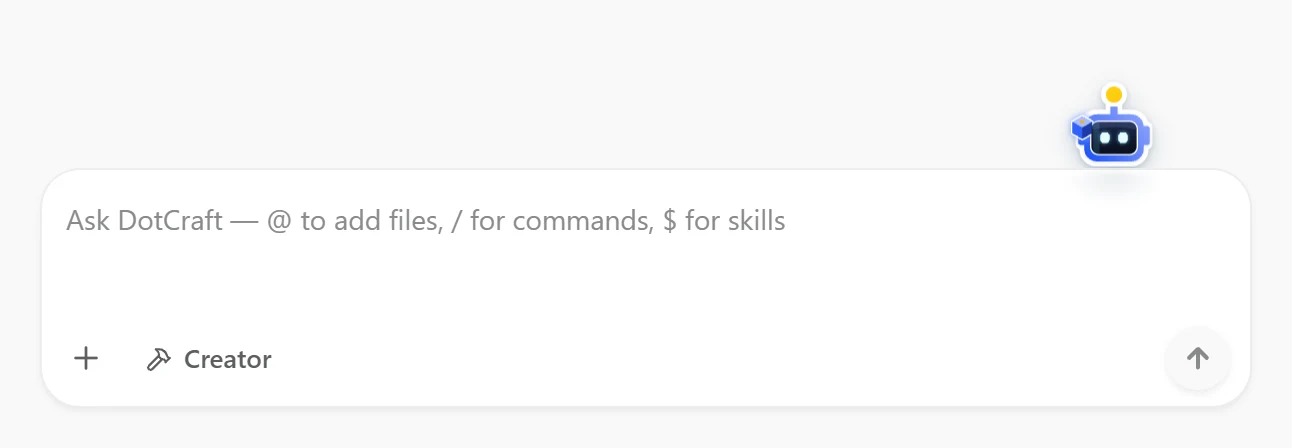 Ask DotCraft — @ to add files, / for commands, $ for skills
Creator